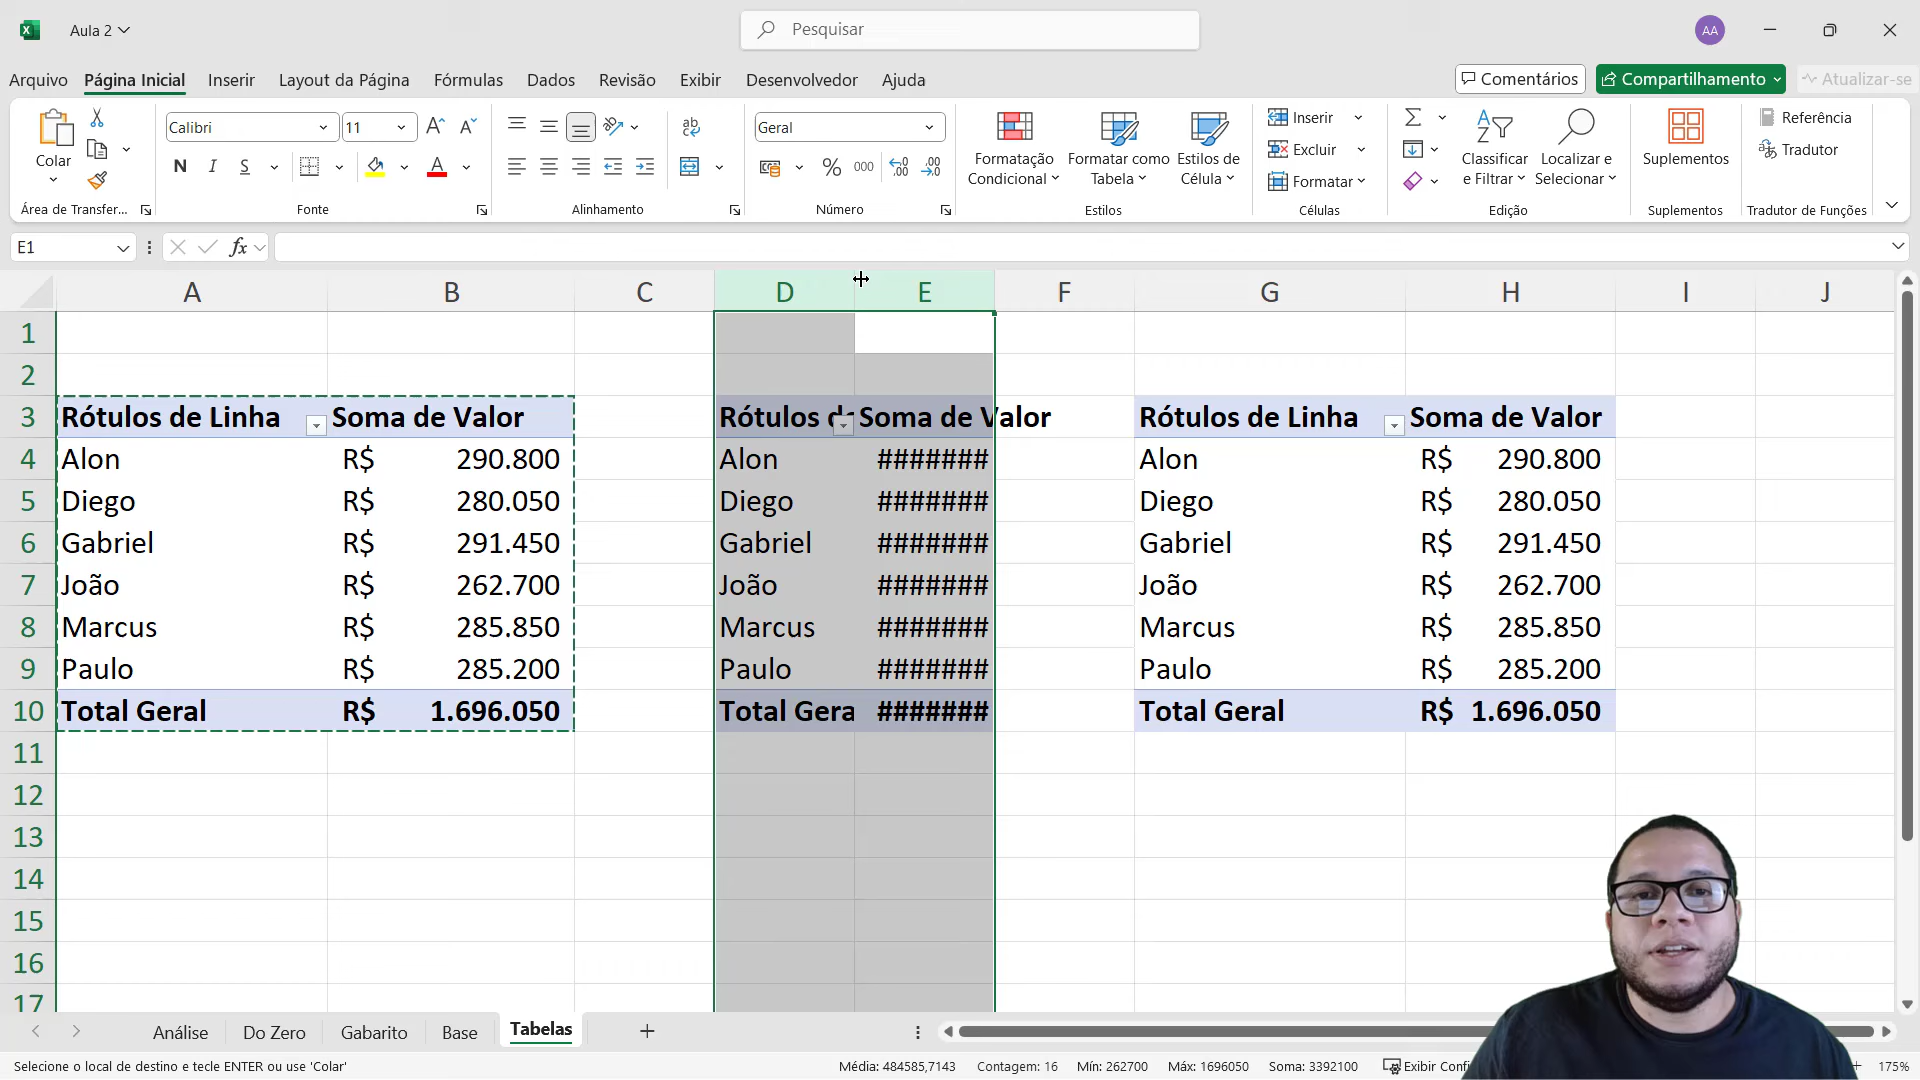 Aula 2
Pesquisar
AA
Arquivo Página Inicial Inserir Layout da Página Fórmulas Dados Revisão Exibir Desenvolvedor Ajuda
Comentários Compartilhamento Atualizar-se
Colar
Calibri 11
N I S
ab
Geral
% 000
Formatação Condicional
Formatar como Tabela
Estilos de Célula
Inserir
Excluir
Formatar
Classificar e Filtrar
Localizar e Selecionar
Suplementos
Referência
Tradutor
Área de Transfer... Fonte Alinhamento Número Estilos Células Edição Suplementos Tradutor de Funções
E1 fx
A B C D E F G H I J
1
2
3 Rótulos de Linha Soma de Valor Rótulos Soma de Valor Rótulos de Linha Soma de Valor
4 Alon R$ 290.800 Alon ####### Alon R$ 290.800
5 Diego R$ 280.050 Diego ####### Diego R$ 280.050
6 Gabriel R$ 291.450 Gabriel ####### Gabriel R$ 291.450
7 João R$ 262.700 João ####### João R$ 262.700
8 Marcus R$ 285.850 Marcus ####### Marcus R$ 285.850
9 Paulo R$ 285.200 Paulo ####### Paulo R$ 285.200
10 Total Geral R$ 1.696.050 Total Gera ####### Total Geral R$ 1.696.050
11
12
13
14
15
16
17
Análise Do Zero Gabarito Base Tabelas
Selecione o local de destino e tecle ENTER ou use 'Colar' Média: 484585,7143 Contagem: 16 Mín: 262700 Máx: 1696050 Soma: 3392100 Exibir Confi 175%